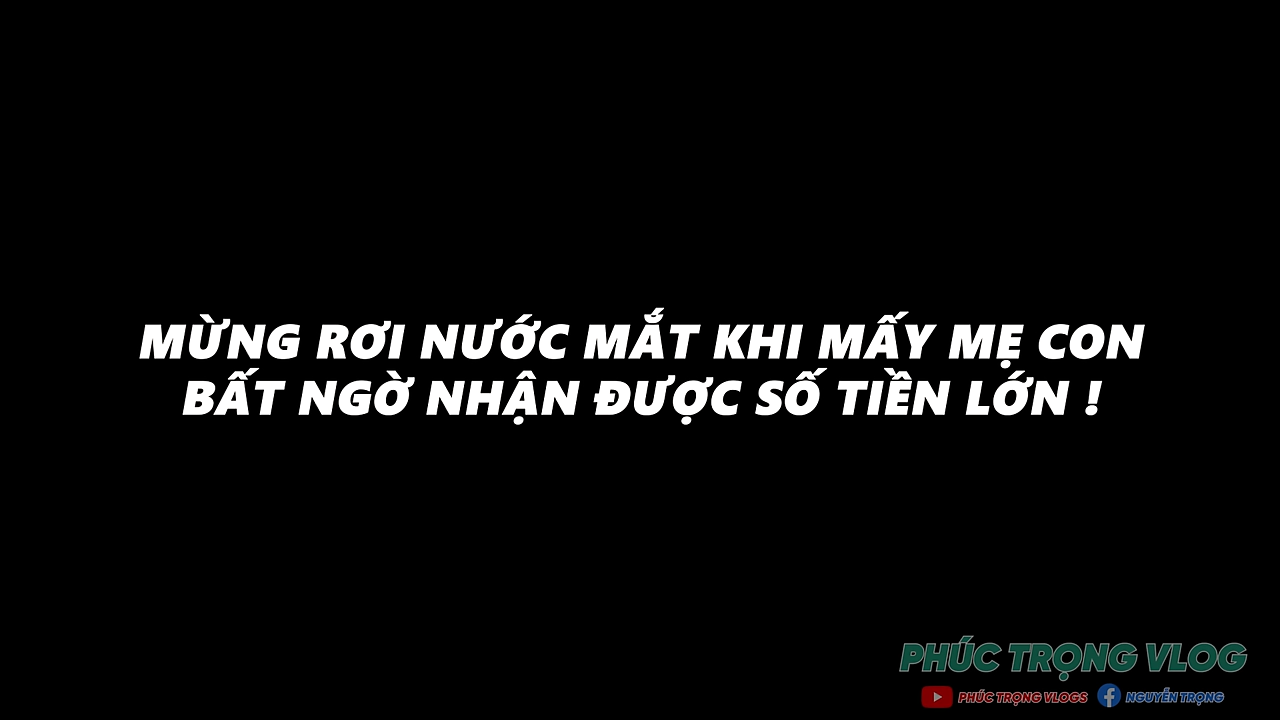 MỪNG RƠI NƯỚC MẮT KHI MẤY MẸ CON
BẤT NGỜ NHẬN ĐƯỢC SỐ TIỀN LỚN !
PHÚC TRỌNG VLOG
PHÚC TRỌNG VLOGS NGUYỄN TRỌNG